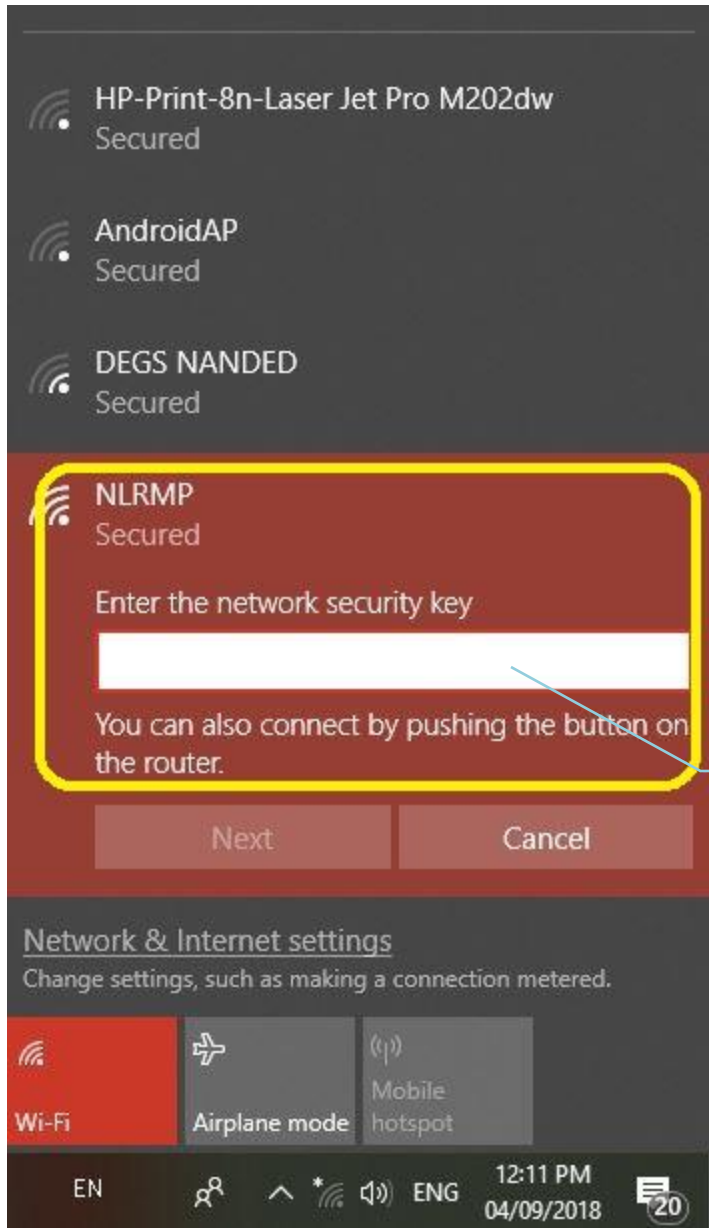 HP-Print-8n-Laser Jet Pro M202dw
Secured
AndroidAP
Secured
DEGS NANDED
Secured
NLRMP
Secured
Enter the network security key
You can also connect by pushing the button on
the router.
Next
Cancel
Network & Internet settings
Change settings, such as making a connection metered.
Wi-Fi
Airplane mode
Mobile
hotspot
EN
ENG
12:11 PM
04/09/2018
20